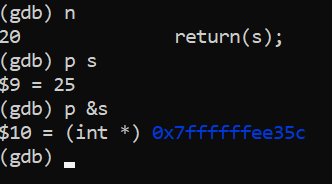 (gdb) n
20                return(s);
(gdb) p s
$9 = 25
(gdb) p &s
$10 = (int *) 0x7ffffffee35c
(gdb)